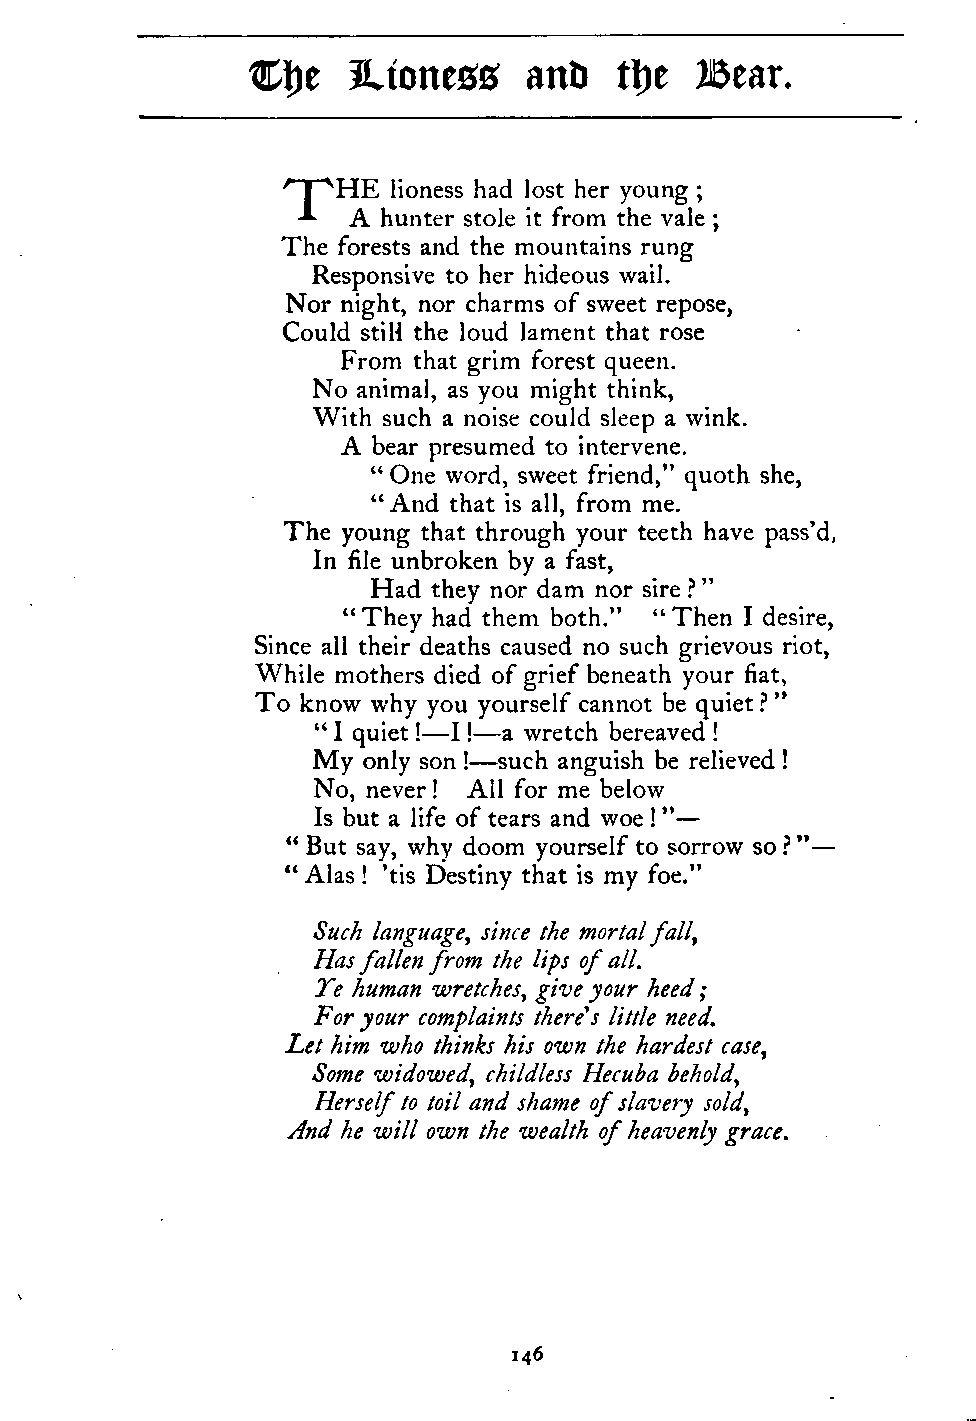 The Lioness and the Bear.
THE lioness had lost her young ;
A hunter stole it from the vale ;
The forests and the mountains rung
Responsive to her hideous wail.
Nor night, nor charms of sweet repose,
Could still the loud lament that rose
From that grim forest queen.
No animal, as you might think,
With such a noise could sleep a wink.
A bear presumed to intervene.
“ One word, sweet friend,” quoth she,
“ And that is all, from me.
The young that through your teeth have pass’d,
In file unbroken by a fast,
Had they nor dam nor sire ? ”
“ They had them both.” “ Then I desire,
Since all their deaths caused no such grievous riot,
While mothers died of grief beneath your fiat,
To know why you yourself cannot be quiet ? ”
“ I quiet !—I !—a wretch bereaved !
My only son !—such anguish be relieved !
No, never ! All for me below
Is but a life of tears and woe ! ”—
“ But say, why doom yourself to sorrow so ? ”—
“ Alas ! ’tis Destiny that is my foe.”
Such language, since the mortal fall,
Has fallen from the lips of all.
Ye human wretches, give your heed ;
For your complaints there’s little need.
Let him who thinks his own the hardest case,
Some widowed, childless Hecuba behold,
Herself to toil and shame of slavery sold,
And he will own the wealth of heavenly grace.
146